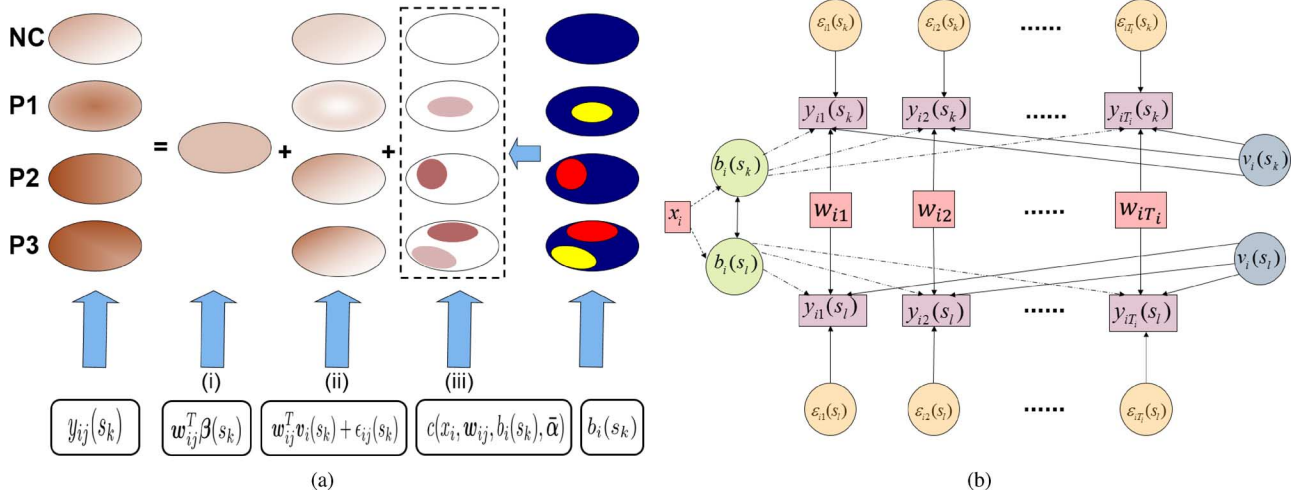 NC
P1
P2
P3
= + +
(i) (ii) (iii)
y_{ij}(s_k)
w_{ij}^T β(s_k)
w_{ij}^T v_i(s_k) + ϵ_{ij}(s_k)
c(x_i, w_{ij}, b_i(s_k), ᾱ)
b_i(s_k)
(a)
ε_{i1}(s_k) ε_{i2}(s_k) ...... ε_{iT_i}(s_k)
y_{i1}(s_k) y_{i2}(s_k) ...... y_{iT_i}(s_k)
b_i(s_k) v_i(s_k)
x_i w_{i1} w_{i2} ...... w_{iT_i}
b_i(s_l) v_i(s_l)
y_{i1}(s_l) y_{i2}(s_l) ...... y_{iT_i}(s_l)
ε_{i1}(s_l) ε_{i2}(s_l) ...... ε_{iT_i}(s_l)
(b)